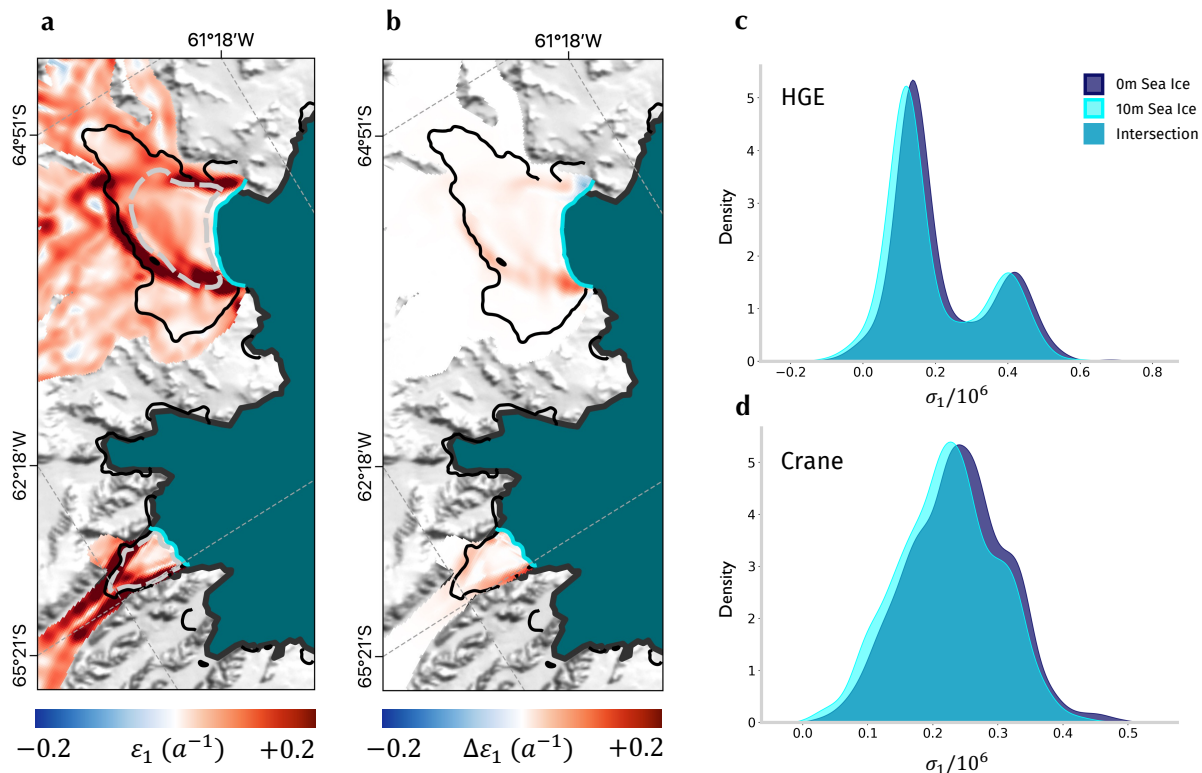 a
61°18′W
64°51′S
62°18′W
65°21′S
−0.2 ε₁ (a⁻¹) +0.2
b
61°18′W
64°51′S
62°18′W
65°21′S
−0.2 Δε₁ (a⁻¹) +0.2
c
HGE
0m Sea Ice
10m Sea Ice
Intersection
Density
5
4
3
2
1
0
−0.2 0.0 0.2 0.4 0.6 0.8
σ₁/10⁶
d
Crane
Density
5
4
3
2
1
0
0.0 0.1 0.2 0.3 0.4 0.5
σ₁/10⁶